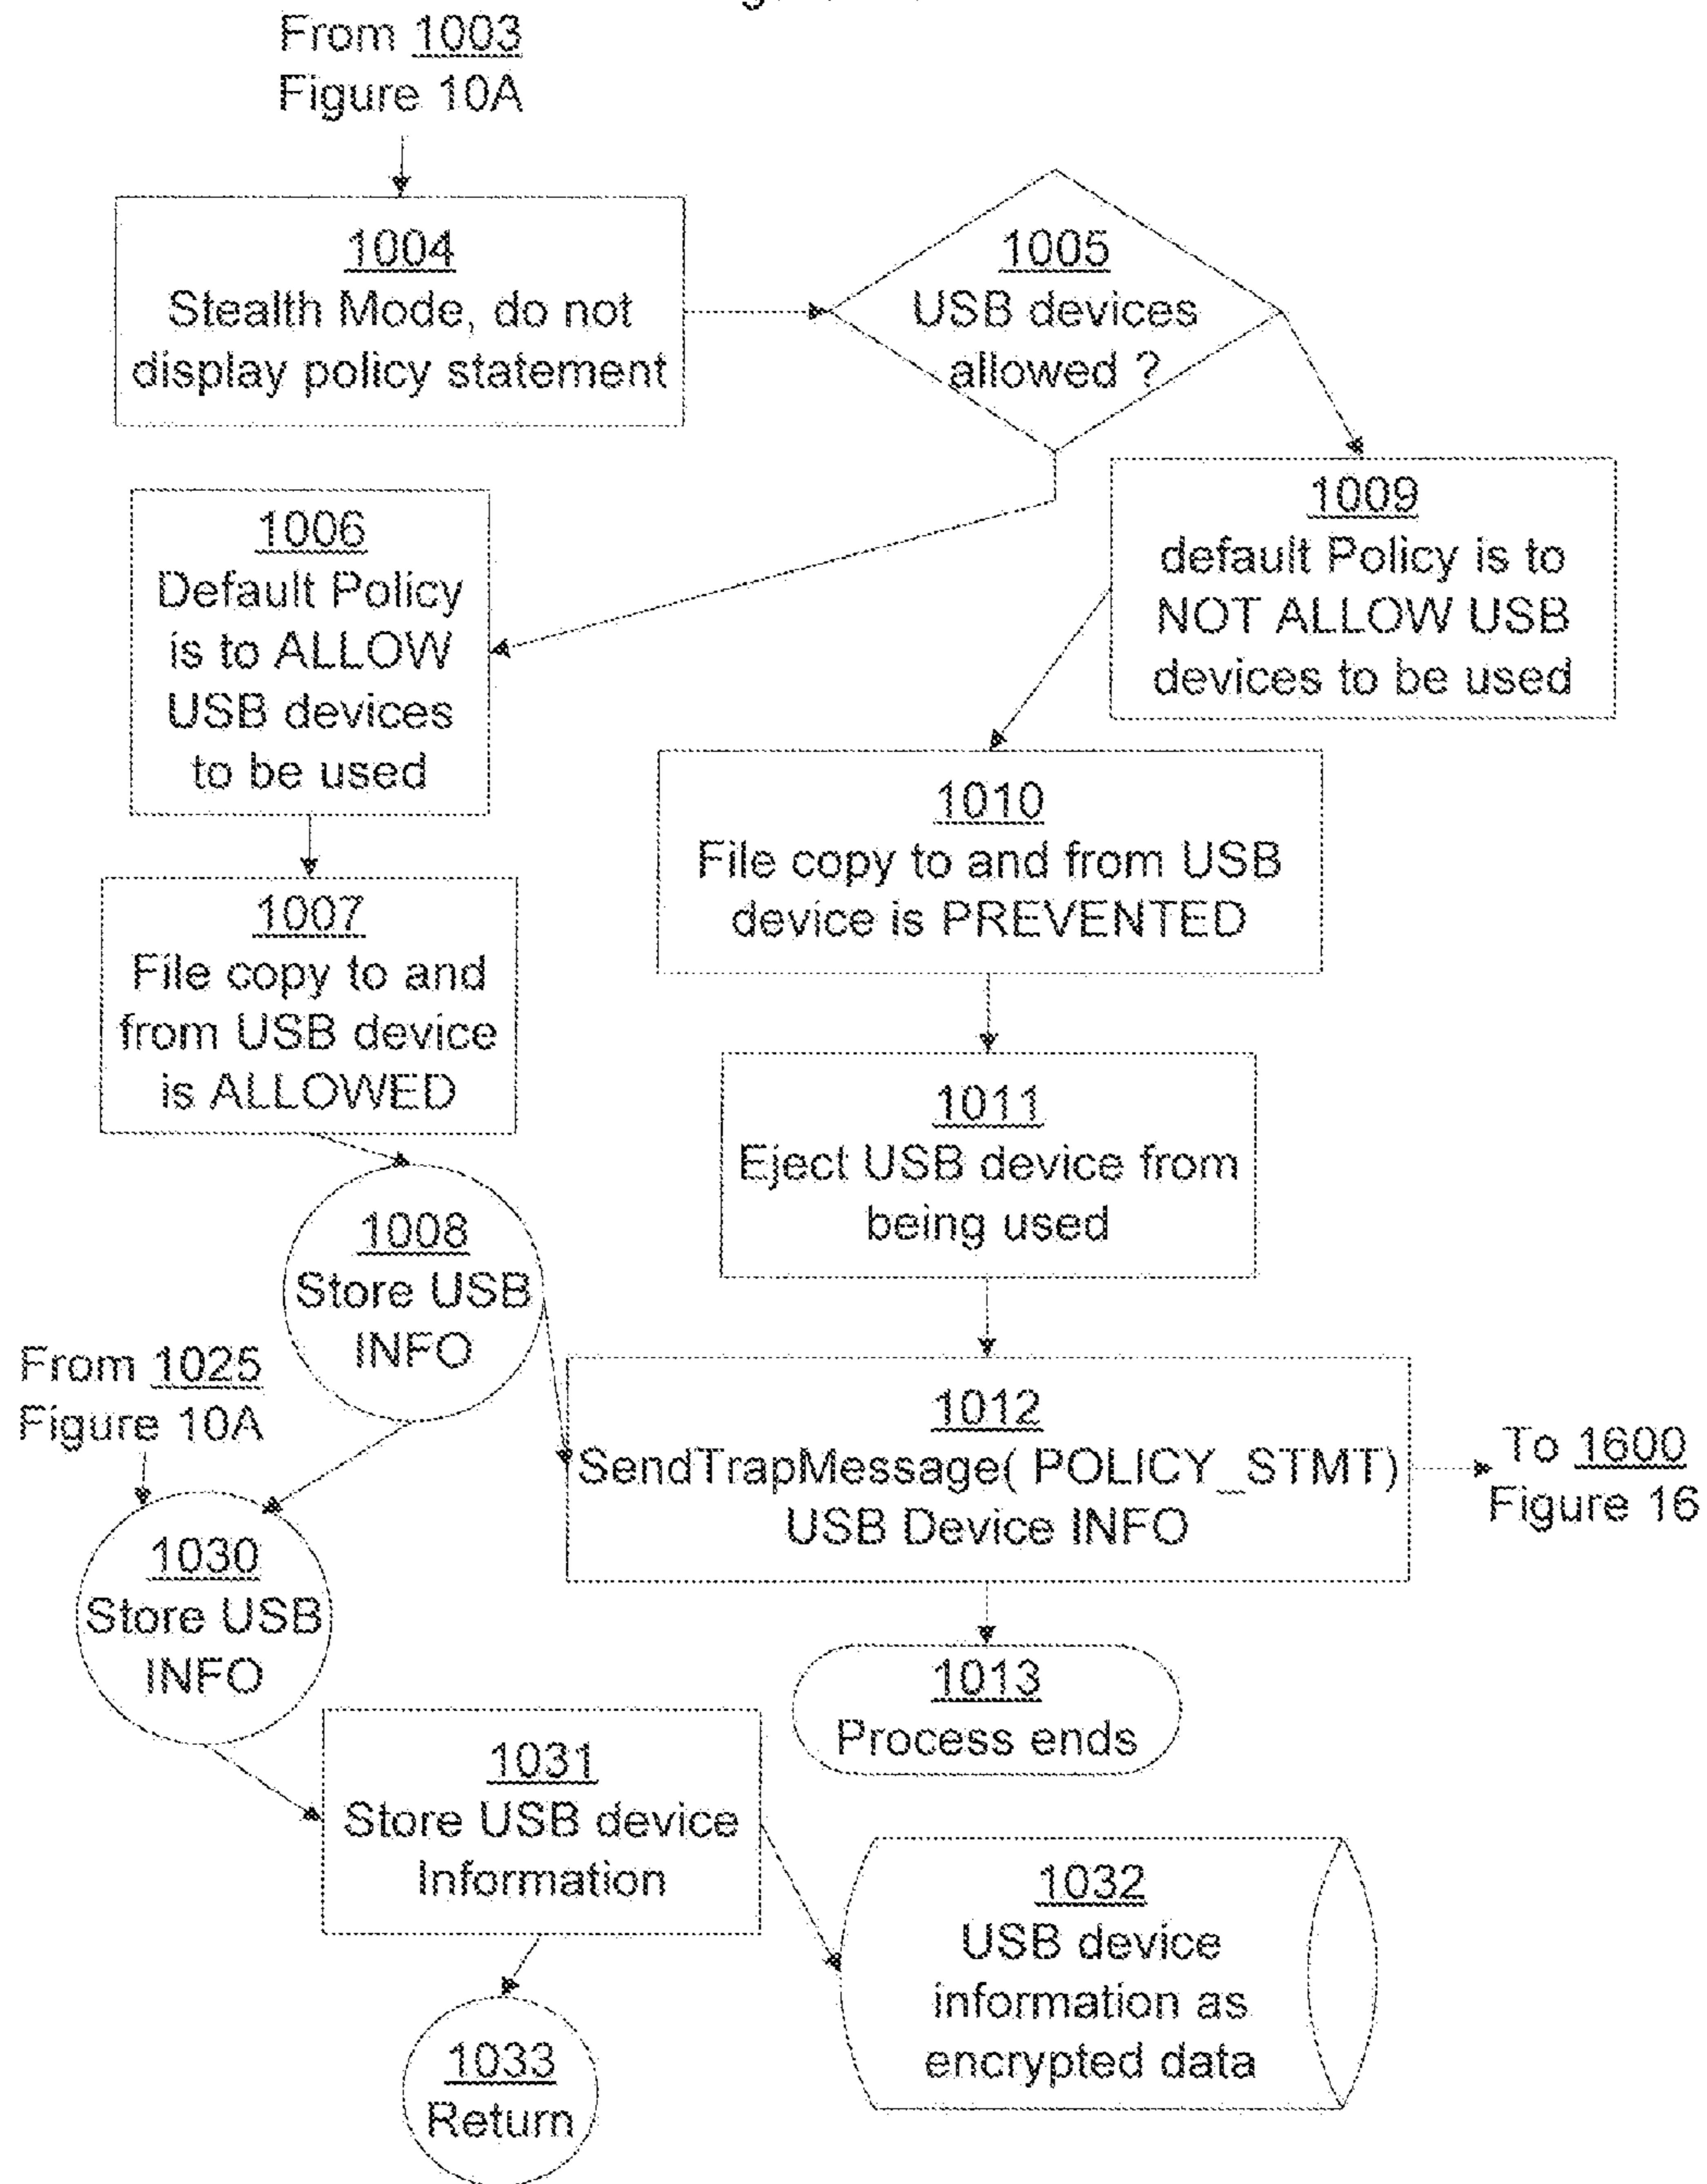 From 1003
Figure 10A
1004
Stealth Mode, do not
display policy statement
1005
USB devices
allowed ?
1006
Default Policy
is to ALLOW
USB devices
to be used
1009
default Policy is to
NOT ALLOW USB
devices to be used
1010
File copy to and from USB
device is PREVENTED
1007
File copy to and
from USB device
is ALLOWED
1011
Eject USB device from
being used
1008
Store USB
INFO
From 1025
Figure 10A
1012
SendTrapMessage( POLICY_STMT)
USB Device INFO
To 1600
Figure 16
1030
Store USB
INFO
1013
Process ends
1031
Store USB device
Information
1032
USB device
information as
encrypted data
1033
Return